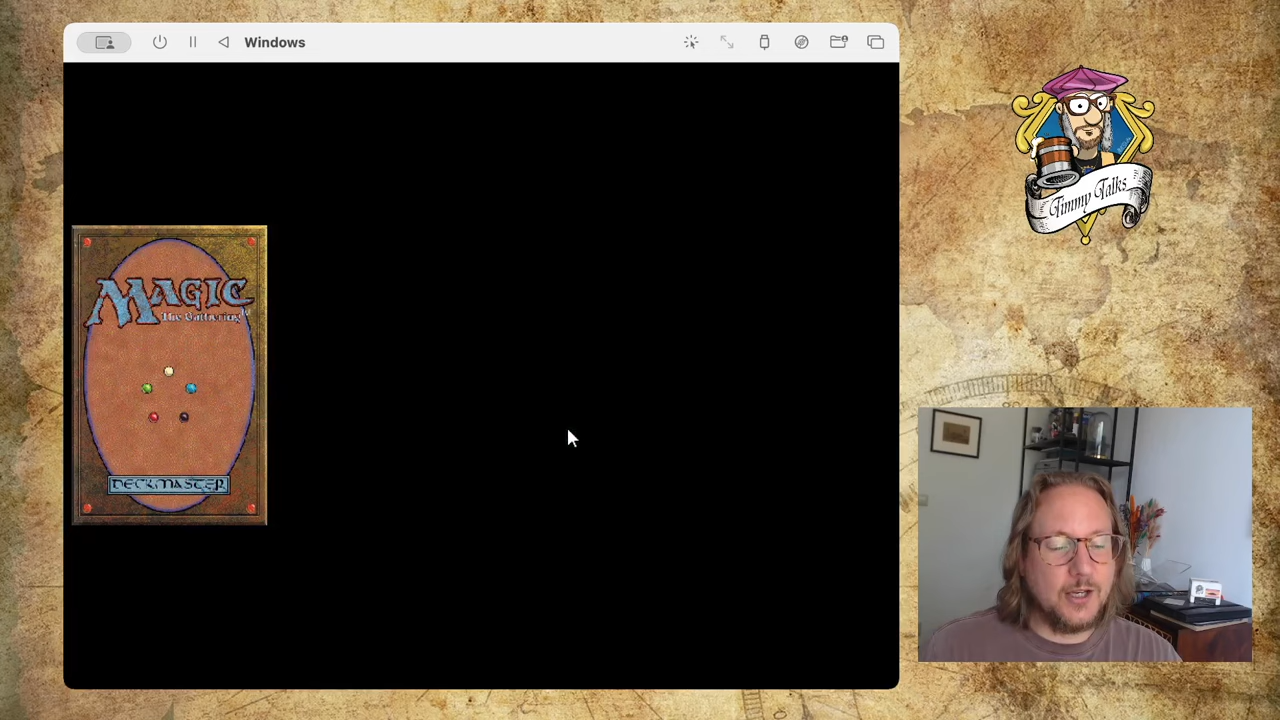 Windows
MAGIC
The Gathering
DECKMASTER
Timmy Talks